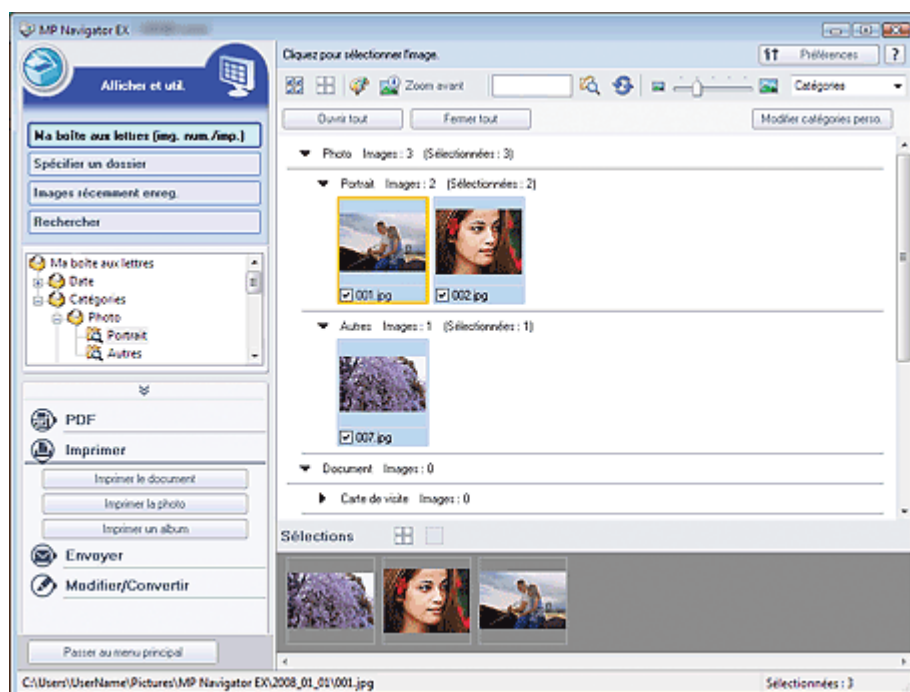 MP Navigator EX
Afficher et util.
Ma boîte aux lettres (img. num./imp.)
Spécifier un dossier
Images récemment enreg.
Rechercher
Ma boîte aux lettres
Date
Catégories
Photo
Portrait
Autres
PDF
Imprimer
Imprimer le document
Imprimer la photo
Imprimer un album
Envoyer
Modifier/Convertir
Passer au menu principal
Cliquez pour sélectionner l'image.
Préférences
?
Zoom avant
Catégories
Ouvrir tout
Fermer tout
Modifier catégories perso.
Photo Images : 3 (Sélectionnées : 3)
Portrait Images : 2 (Sélectionnées : 2)
001.jpg
002.jpg
Autres Images : 1 (Sélectionnées : 1)
007.jpg
Document Images : 0
Carte de visite Images : 0
Sélections
C:\Users\UserName\Pictures\MP Navigator EX\2008_01_01\001.jpg
Sélectionnées : 3